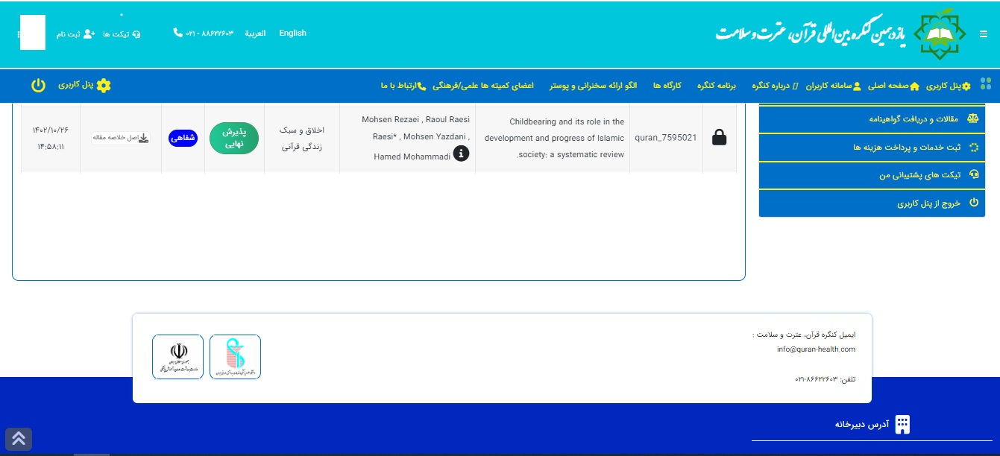 یازدهمین کنگره بین‌المللی قرآن، عترت و سلامت
English
العربية
۰۲۱ - ۸۸۶۲۲۶۰۳
تیکت ها
ثبت نام
پنل کاربری
صفحه اصلی
سامانه کاربران
درباره کنگره
برنامه کنگره
کارگاه ها
الگو ارائه سخنرانی و پوستر
اعضای کمیته ها علمی/فرهنگی
ارتباط با ما
پنل کاربری
مقالات و دریافت گواهینامه
ثبت خدمات و پرداخت هزینه ها
تیکت های پشتیبانی من
خروج از پنل کاربری
quran_7595021
Childbearing and its role in the
development and progress of Islamic
.society: a systematic review
Mohsen Rezaei , Raoul Raesi
Raesi* , Mohsen Yazdani ,
Hamed Mohammadi
اخلاق و سبک
زندگی قرآنی
پذیرش
نهایی
شفاهی
اصل خلاصه مقاله
۱۴۰۲/۱۰/۲۶
۱۴:۵۸:۱۱
ایمیل کنگره قرآن، عترت و سلامت :
info@quran-health.com
تلفن: ۸۶۶۲۲۶۰۳-۰۲۱
آدرس دبیرخانه